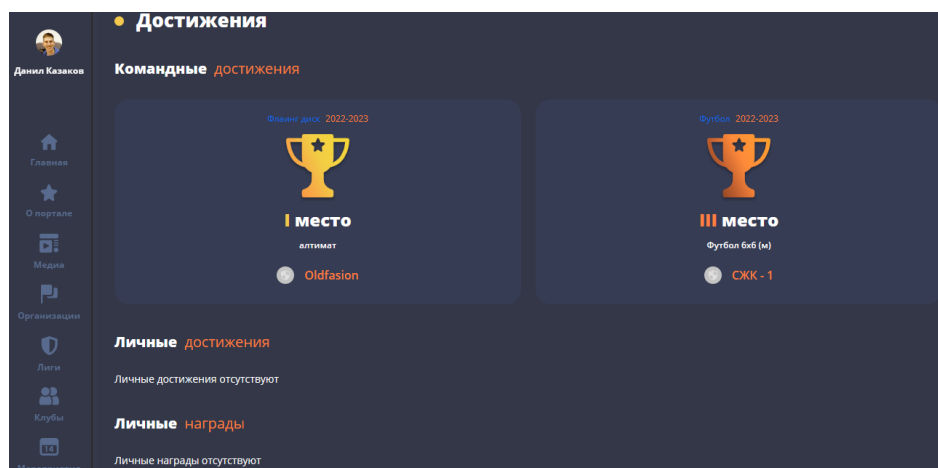 Данил Казаков
Главная
О портале
Медиа
Организации
Лиги
Клубы
14
Достижения
Командные достижения
Флаинг диск 2022-2023
I место
алтимат
Oldfasion
Футбол 2022-2023
III место
Футбол 6х6 (м)
СЖК - 1
Личные достижения
Личные достижения отсутствуют
Личные награды
Личные награды отсутствуют